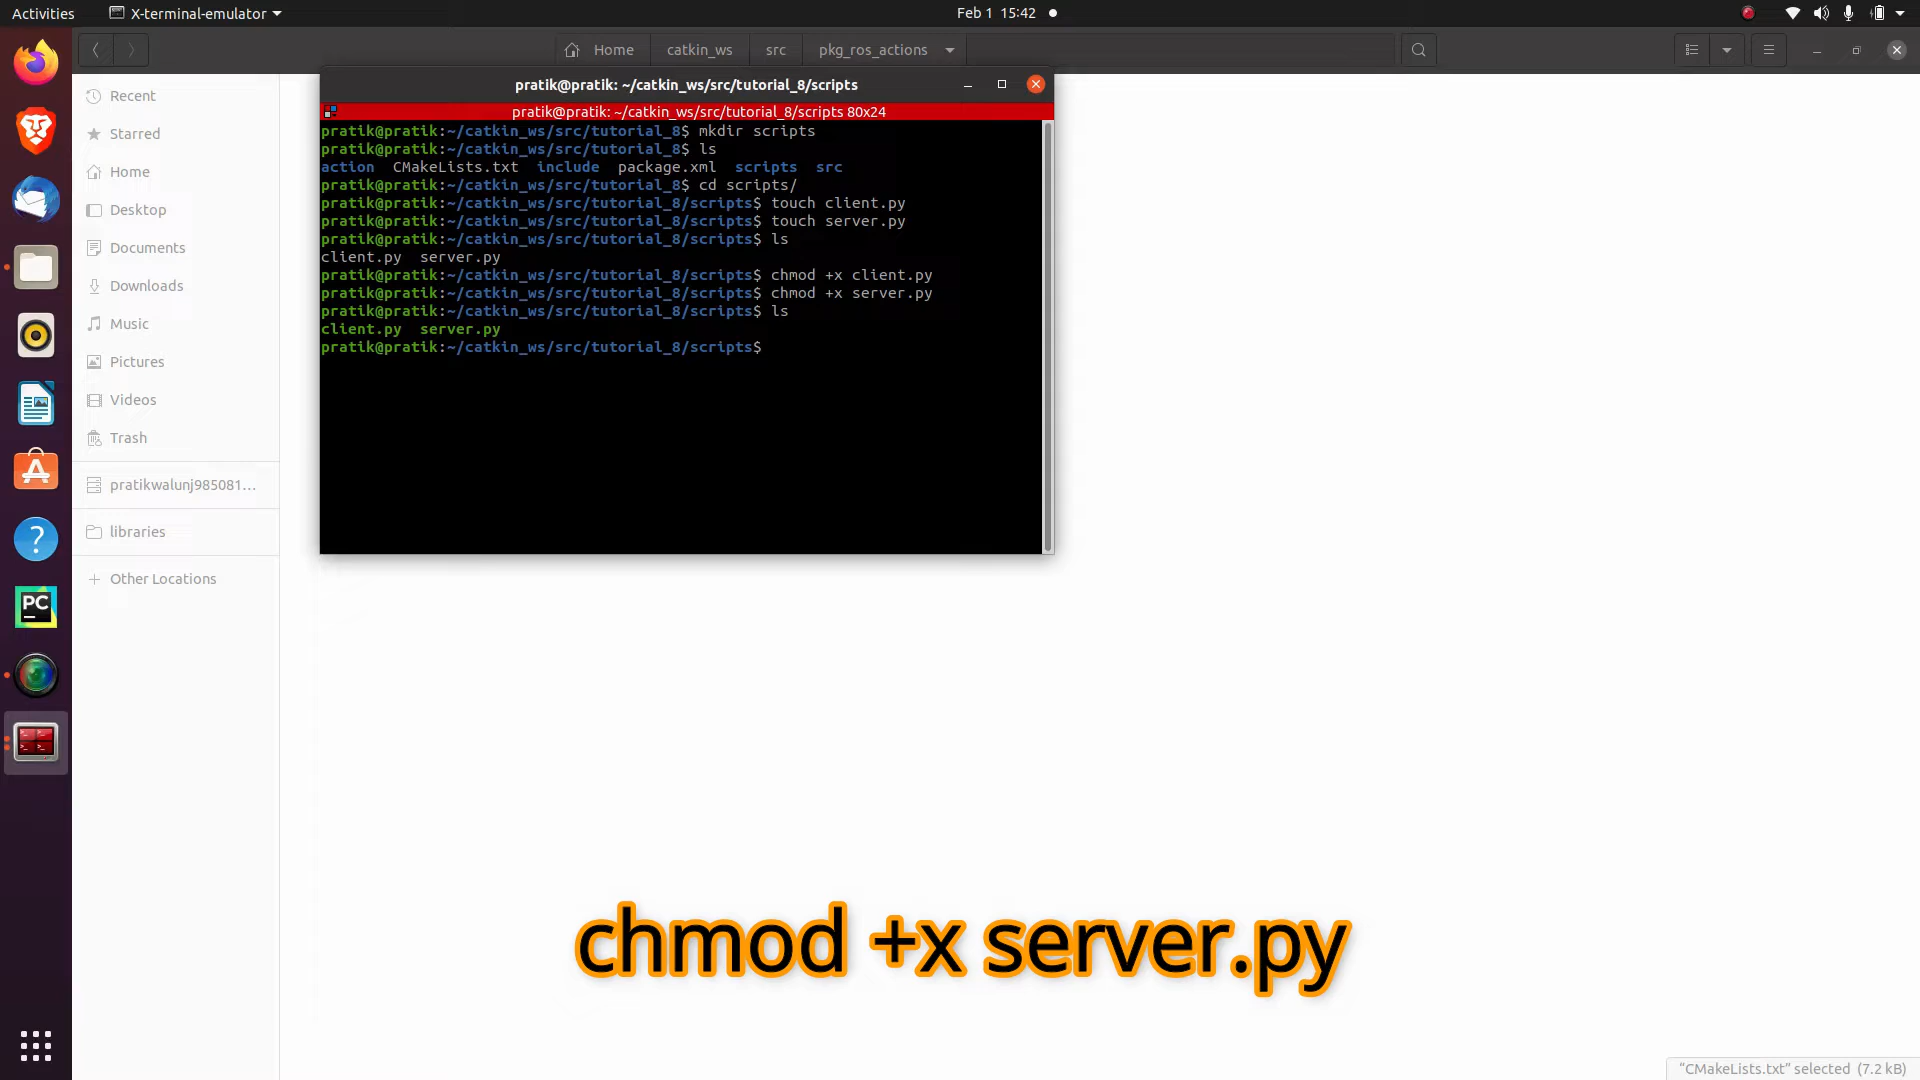 Activities
X-terminal-emulator
Feb 1 15:42
Home
catkin_ws
src
pkg_ros_actions
Recent
Starred
Home
Desktop
Documents
Downloads
Music
Pictures
Videos
Trash
pratikwalunj985081...
libraries
Other Locations
pratik@pratik: ~/catkin_ws/src/tutorial_8/scripts
pratik@pratik: ~/catkin_ws/src/tutorial_8/scripts 80x24
pratik@pratik:~/catkin_ws/src/tutorial_8$ mkdir scripts
pratik@pratik:~/catkin_ws/src/tutorial_8$ ls
action  CMakeLists.txt  include  package.xml  scripts  src
pratik@pratik:~/catkin_ws/src/tutorial_8$ cd scripts/
pratik@pratik:~/catkin_ws/src/tutorial_8/scripts$ touch client.py
pratik@pratik:~/catkin_ws/src/tutorial_8/scripts$ touch server.py
pratik@pratik:~/catkin_ws/src/tutorial_8/scripts$ ls
client.py  server.py
pratik@pratik:~/catkin_ws/src/tutorial_8/scripts$ chmod +x client.py
pratik@pratik:~/catkin_ws/src/tutorial_8/scripts$ chmod +x server.py
pratik@pratik:~/catkin_ws/src/tutorial_8/scripts$ ls
client.py  server.py
pratik@pratik:~/catkin_ws/src/tutorial_8/scripts$
PC
chmod +x server.py
"CMakeLists.txt" selected (7.2 kB)